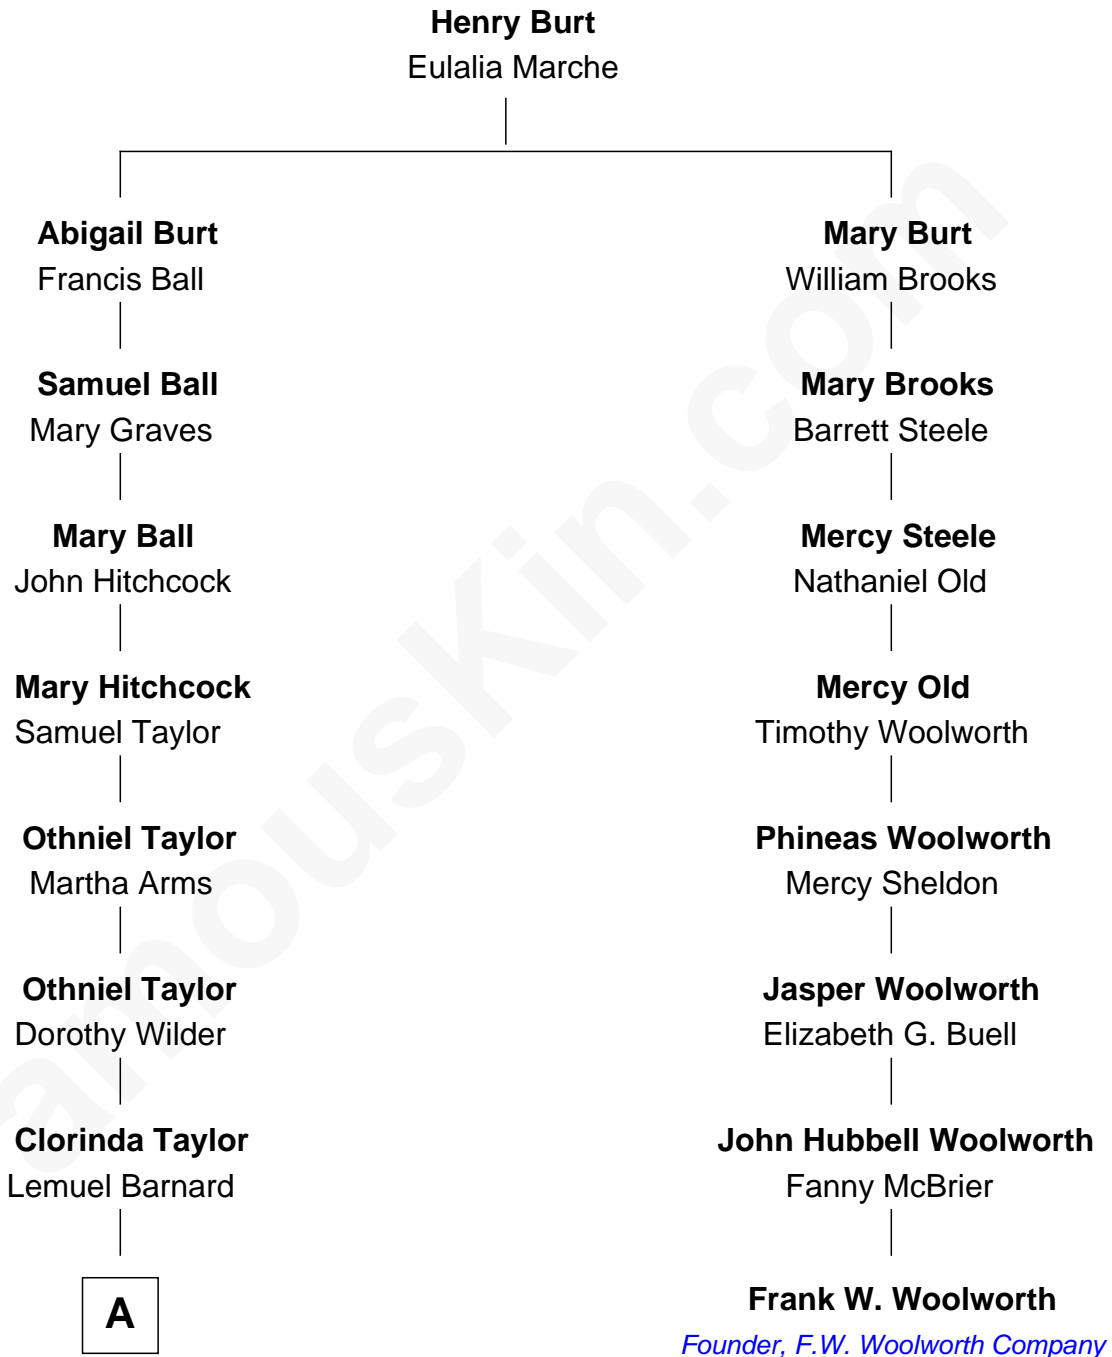 Henry Burt
Eulalia Marche
Abigail Burt
Francis Ball
Mary Burt
William Brooks
Samuel Ball
Mary Graves
Mary Brooks
Barrett Steele
Mary Ball
John Hitchcock
Mercy Steele
Nathaniel Old
Mary Hitchcock
Samuel Taylor
Mercy Old
Timothy Woolworth
Othniel Taylor
Martha Arms
Phineas Woolworth
Mercy Sheldon
Othniel Taylor
Dorothy Wilder
Jasper Woolworth
Elizabeth G. Buell
Clorinda Taylor
Lemuel Barnard
John Hubbell Woolworth
Fanny McBrier
A
Frank W. Woolworth
Founder, F.W. Woolworth Company
amousKin.com